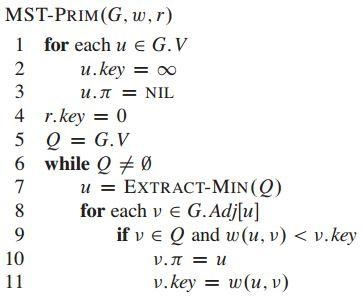 MST-PRIM(G, w, r)
1 for each u ∈ G.V
2 u.key = ∞
3 u.π = NIL
4 r.key = 0
5 Q = G.V
6 while Q ≠ ∅
7 u = EXTRACT-MIN(Q)
8 for each v ∈ G.Adj[u]
9 if v ∈ Q and w(u, v) < v.key
10 v.π = u
11 v.key = w(u, v)